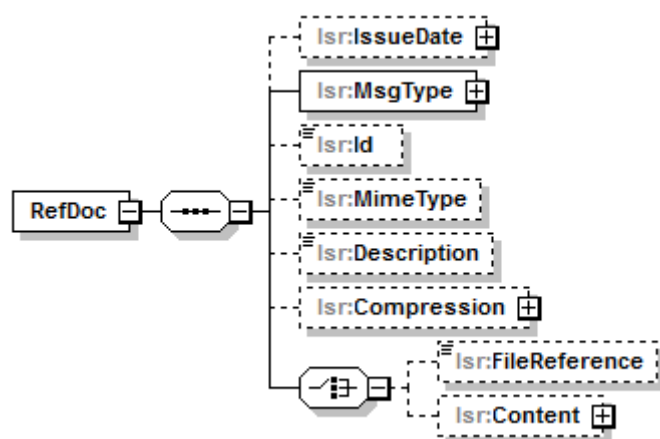 lsr:IssueDate
lsr:MsgType
lsr:Id
RefDoc
lsr:MimeType
lsr:Description
lsr:Compression
lsr:FileReference
lsr:Content